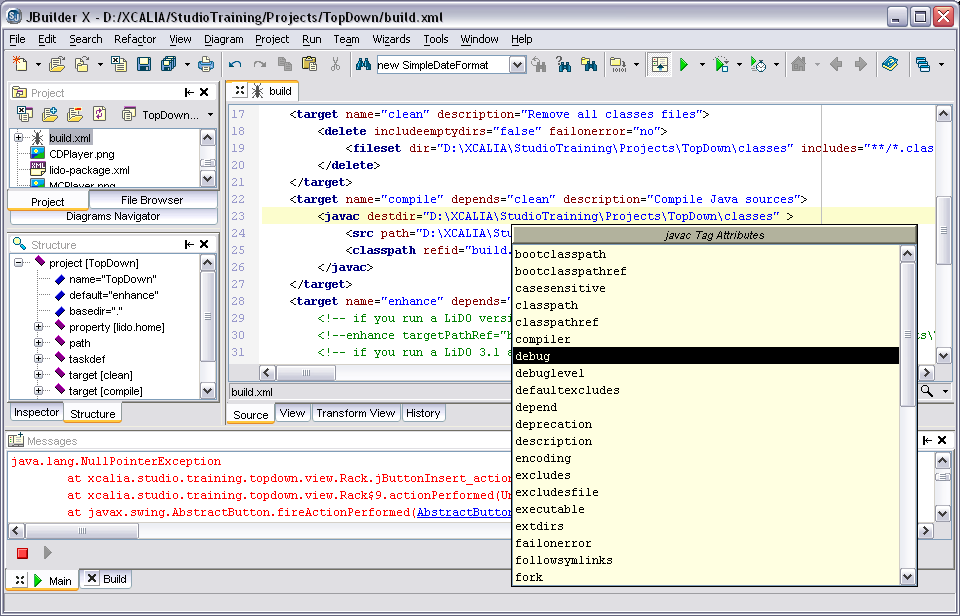 JBuilder X - D:/XCALIA/StudioTraining/Projects/TopDown/build.xml
File Edit Search Refactor View Diagram Project Run Team Wizards Tools Window Help
new SimpleDateFormat
Project
TopDown...
build.xml
CDPlayer.png
lido-package.xml
MCPlayer.png
Project File Browser
Diagrams Navigator
Structure
project [TopDown]
name="TopDown"
default="enhance"
basedir="."
property [lido.home]
path
taskdef
target [clean]
target [compile]
Inspector Structure
build
17 <target name="clean" description="Remove all classes files">
18 <delete includeemptydirs="false" failonerror="no">
19 <fileset dir="D:\XCALIA\StudioTraining\Projects\TopDown\classes" includes="**/*.clas
20 </delete>
21 </target>
22 <target name="compile" depends="clean" description="Compile Java sources">
23 <javac destdir="D:\XCALIA\StudioTraining\Projects\TopDown\classes" >
24 <src path="D:\XCALIA\St
25 <classpath refid="build.
26 </javac>
27 </target>
28 <target name="enhance" depends="
29 <!-- if you run a LiDO versi
30 <!--enhance targetPathRef="b
31 <!-- if you run a LiDO 3.1 a
build.xml
Source View Transform View History
javac Tag Attributes
bootclasspath
bootclasspathref
casesensitive
classpath
classpathref
compiler
debug
debuglevel
defaultexcludes
depend
deprecation
description
encoding
excludes
excludesfile
executable
extdirs
failonerror
followsymlinks
fork
Messages
java.lang.NullPointerException
at xcalia.studio.training.topdown.view.Rack.jButtonInsert_action
at xcalia.studio.training.topdown.view.Rack$9.actionPerformed(Un
at javax.swing.AbstractButton.fireActionPerformed(AbstractButton
Main Build